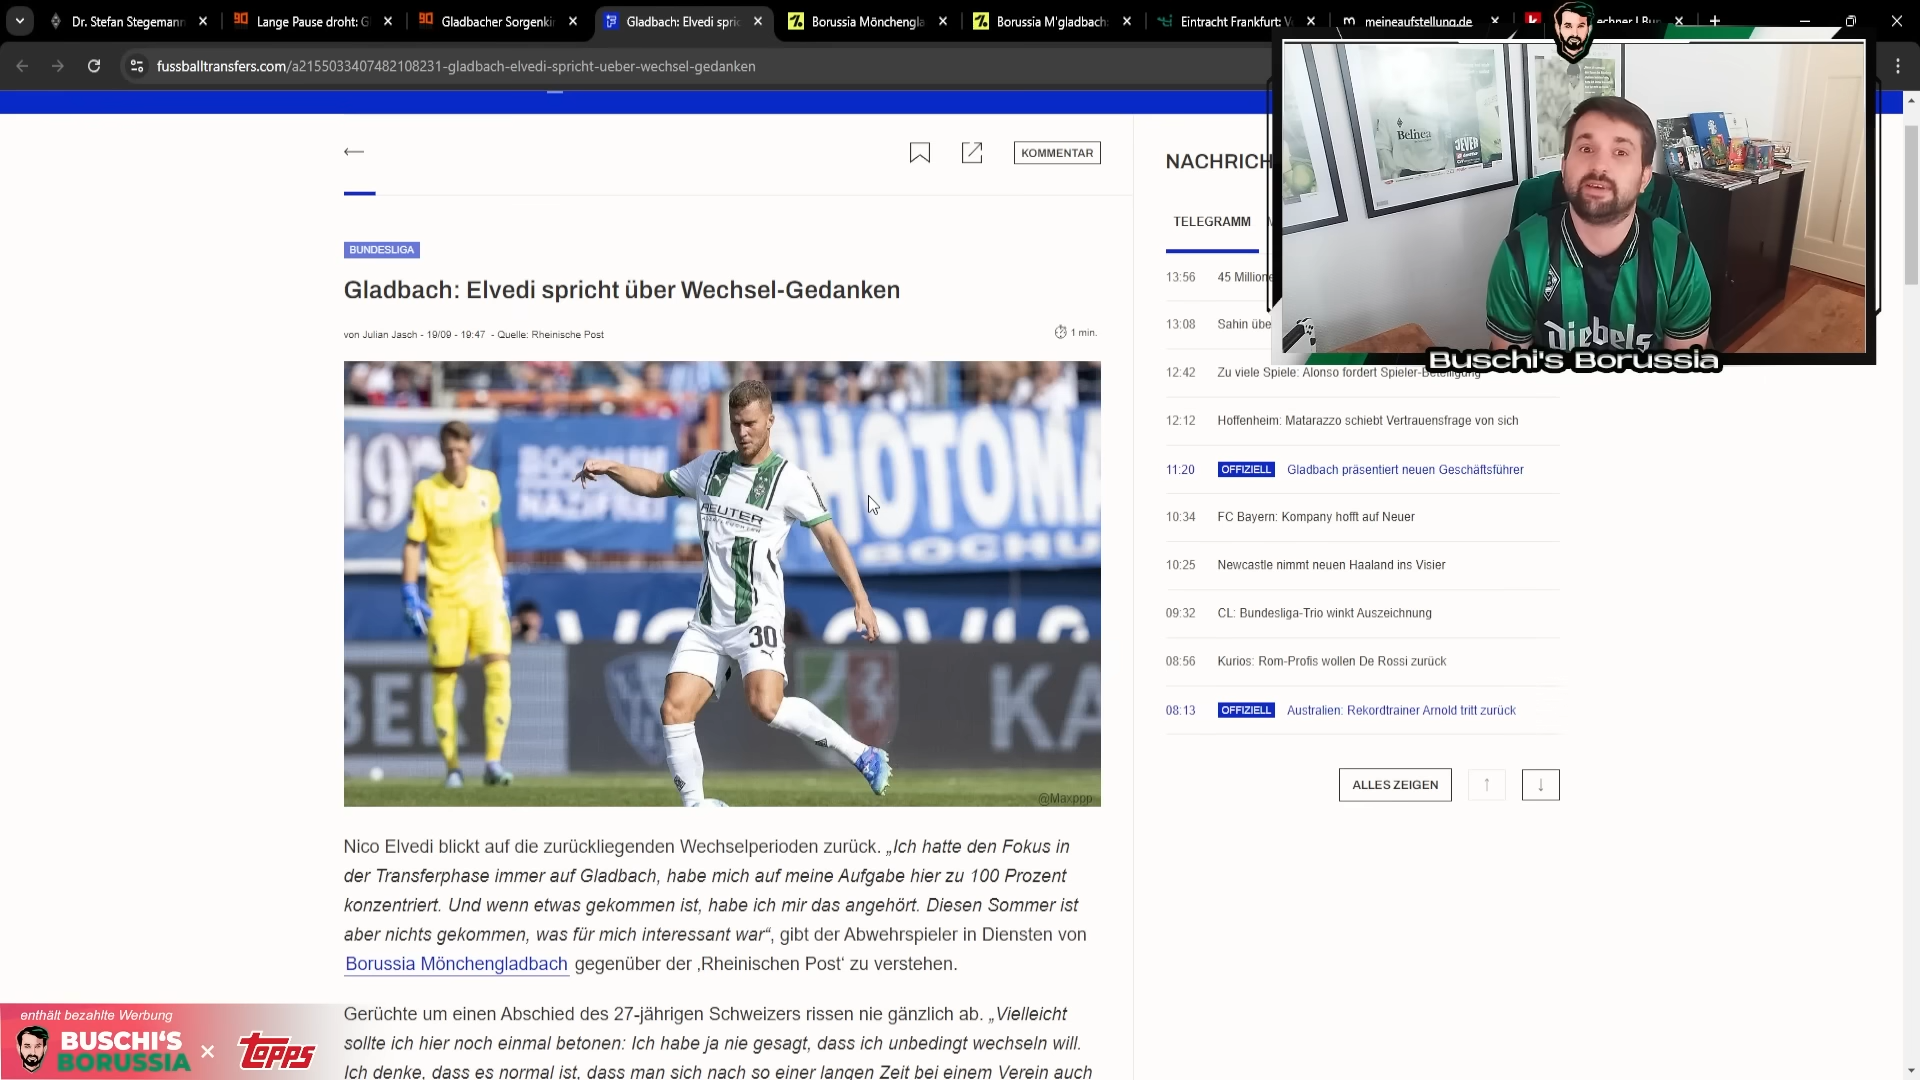 Dr. Stefan Stegemann
Lange Pause droht: G
Gladbacher Sorgenki
Gladbach: Elvedi spric
Borussia Möncheng
Borussia M'gladbach:
Eintracht Frankfurt: V
meineaufstellung.de
echner | Bun
fussballtransfers.com/a2155033407482108231-gladbach-elvedi-spricht-ueber-wechsel-gedanken
KOMMENTAR
BUNDESLIGA
Gladbach: Elvedi spricht über Wechsel-Gedanken
von Julian Jasch - 19/09 - 19:47 - Quelle: Rheinische Post
1 min.
BOCHUM
NAZIFREI
HOTOMA
BOCHU
REUTER
30
KA
@Maxppp
Nico Elvedi blickt auf die zurückliegenden Wechselperioden zurück. „Ich hatte den Fokus in
der Transferphase immer auf Gladbach, habe mich auf meine Aufgabe hier zu 100 Prozent
konzentriert. Und wenn etwas gekommen ist, habe ich mir das angehört. Diesen Sommer ist
aber nichts gekommen, was für mich interessant war“, gibt der Abwehrspieler in Diensten von
Borussia Mönchengladbach gegenüber der ‚Rheinischen Post‘ zu verstehen.
Gerüchte um einen Abschied des 27-jährigen Schweizers rissen nie gänzlich ab. „Vielleicht
sollte ich hier noch einmal betonen: Ich habe ja nie gesagt, dass ich unbedingt wechseln will.
Ich denke, dass es normal ist, dass man sich nach so einer langen Zeit bei einem Verein auch
NACHRICH
TELEGRAMM
13:56 45 Millione
13:08 Sahin übe
12:42 Zu viele Spiele: Alonso fordert Spieler-Beteiligung
12:12 Hoffenheim: Matarazzo schiebt Vertrauensfrage von sich
11:20 OFFIZIELL Gladbach präsentiert neuen Geschäftsführer
10:34 FC Bayern: Kompany hofft auf Neuer
10:25 Newcastle nimmt neuen Haaland ins Visier
09:32 CL: Bundesliga-Trio winkt Auszeichnung
08:56 Kurios: Rom-Profis wollen De Rossi zurück
08:13 OFFIZIELL Australien: Rekordtrainer Arnold tritt zurück
ALLES ZEIGEN
Belinea
JEVER
diebels
Buschi's Borussia
enthält bezahlte Werbung
BUSCHI'S
BORUSSIA
topps